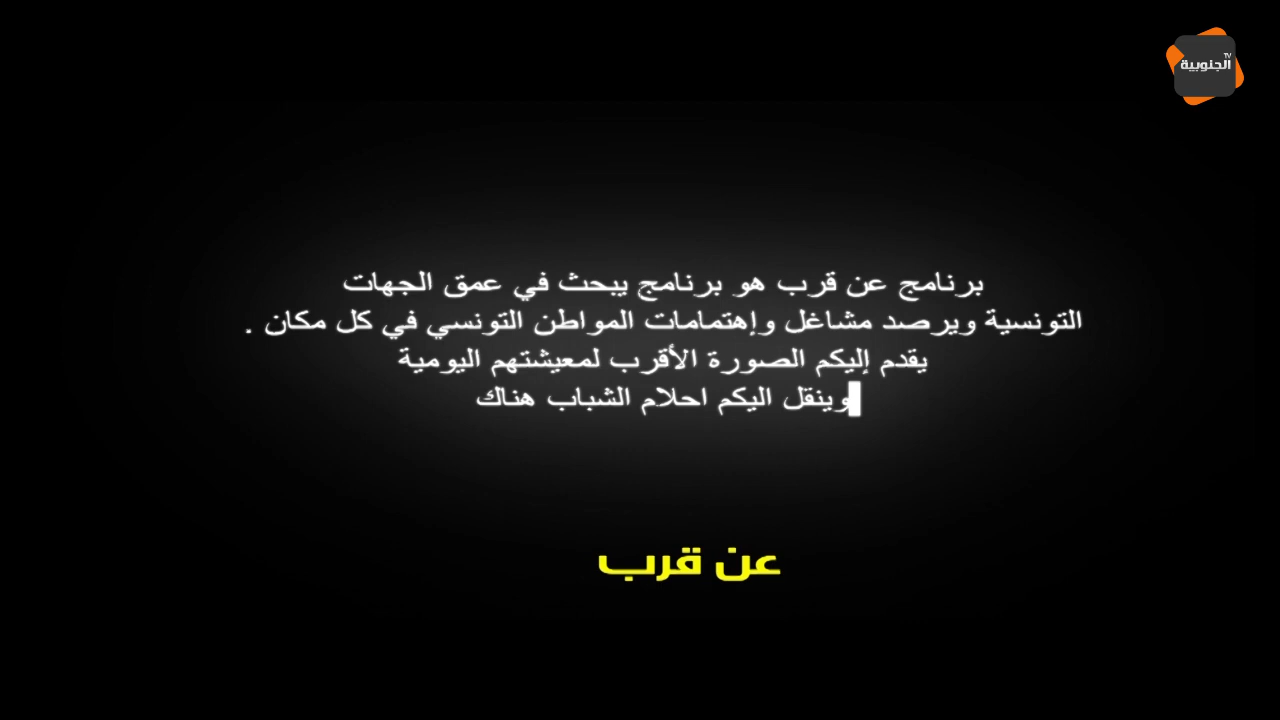 TV
الجنوبية
برنامج عن قرب هو برنامج يبحث في عمق الجهات
التونسية ويرصد مشاغل وإهتمامات المواطن التونسي في كل مكان .
يقدم إليكم الصورة الأقرب لمعيشتهم اليومية
وينقل اليكم احلام الشباب هناك
عن قرب